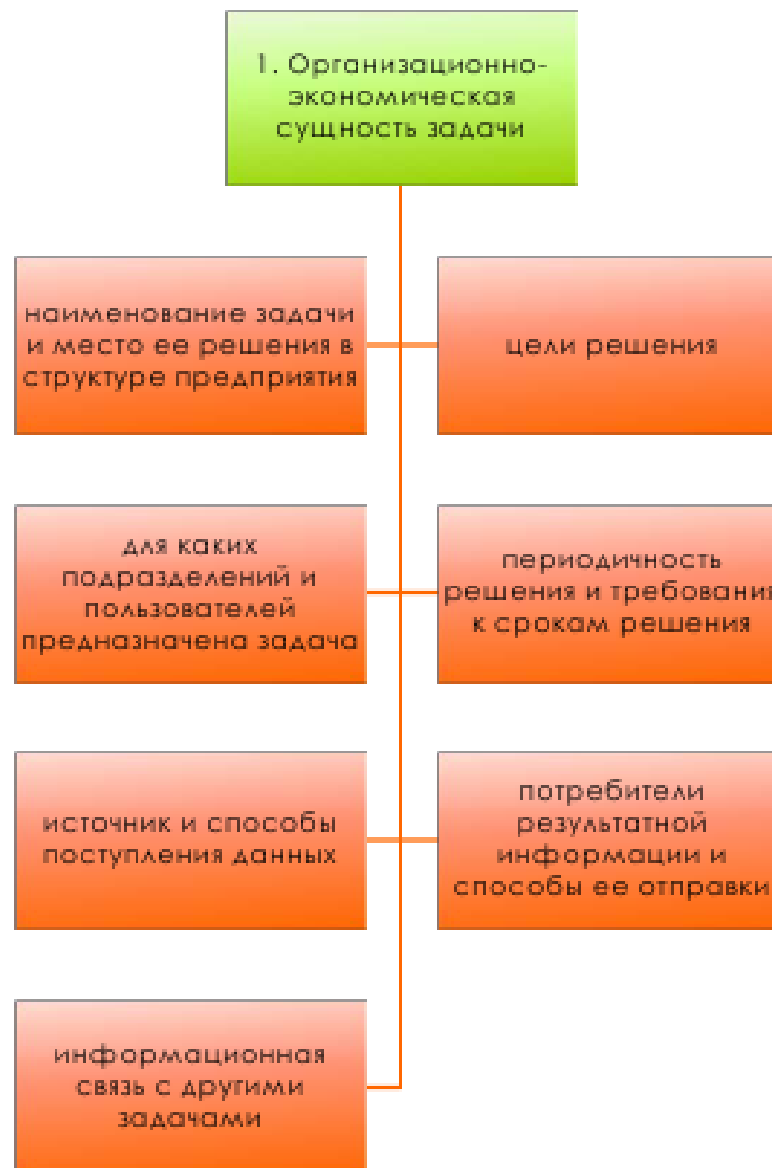 1. Организационно-
экономическая
сущность задачи
наименование задачи
и место ее решения в
структуре предприятия
цели решения
для каких
подразделений и
пользователей
предназначена задача
периодичность
решения и требования
к срокам решения
источник и способы
поступления данных
потребители
результатной
информации и
способы ее отправки
информационная
связь с другими
задачами